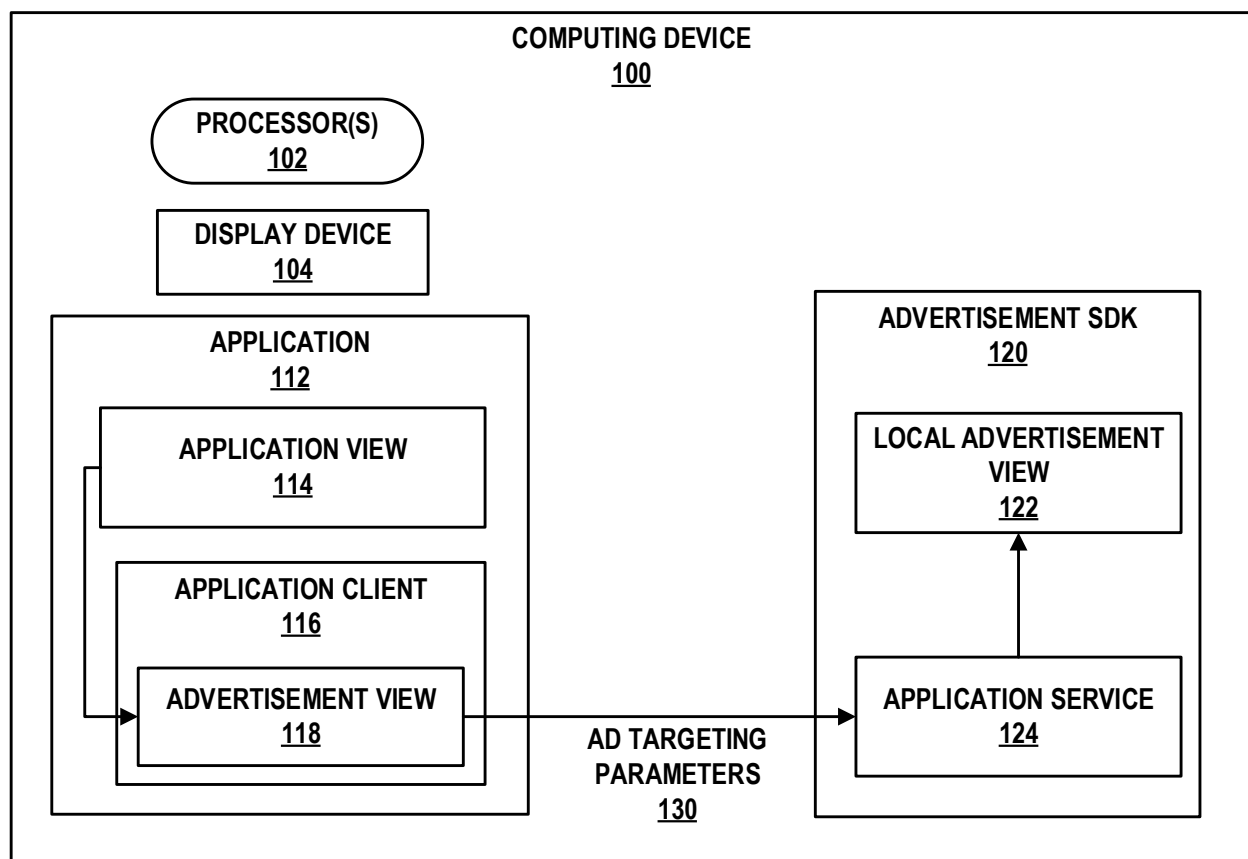 COMPUTING DEVICE
100
PROCESSOR(S)
102
DISPLAY DEVICE
104
APPLICATION
112
APPLICATION VIEW
114
APPLICATION CLIENT
116
ADVERTISEMENT VIEW
118
AD TARGETING
PARAMETERS
130
ADVERTISEMENT SDK
120
LOCAL ADVERTISEMENT
VIEW
122
APPLICATION SERVICE
124